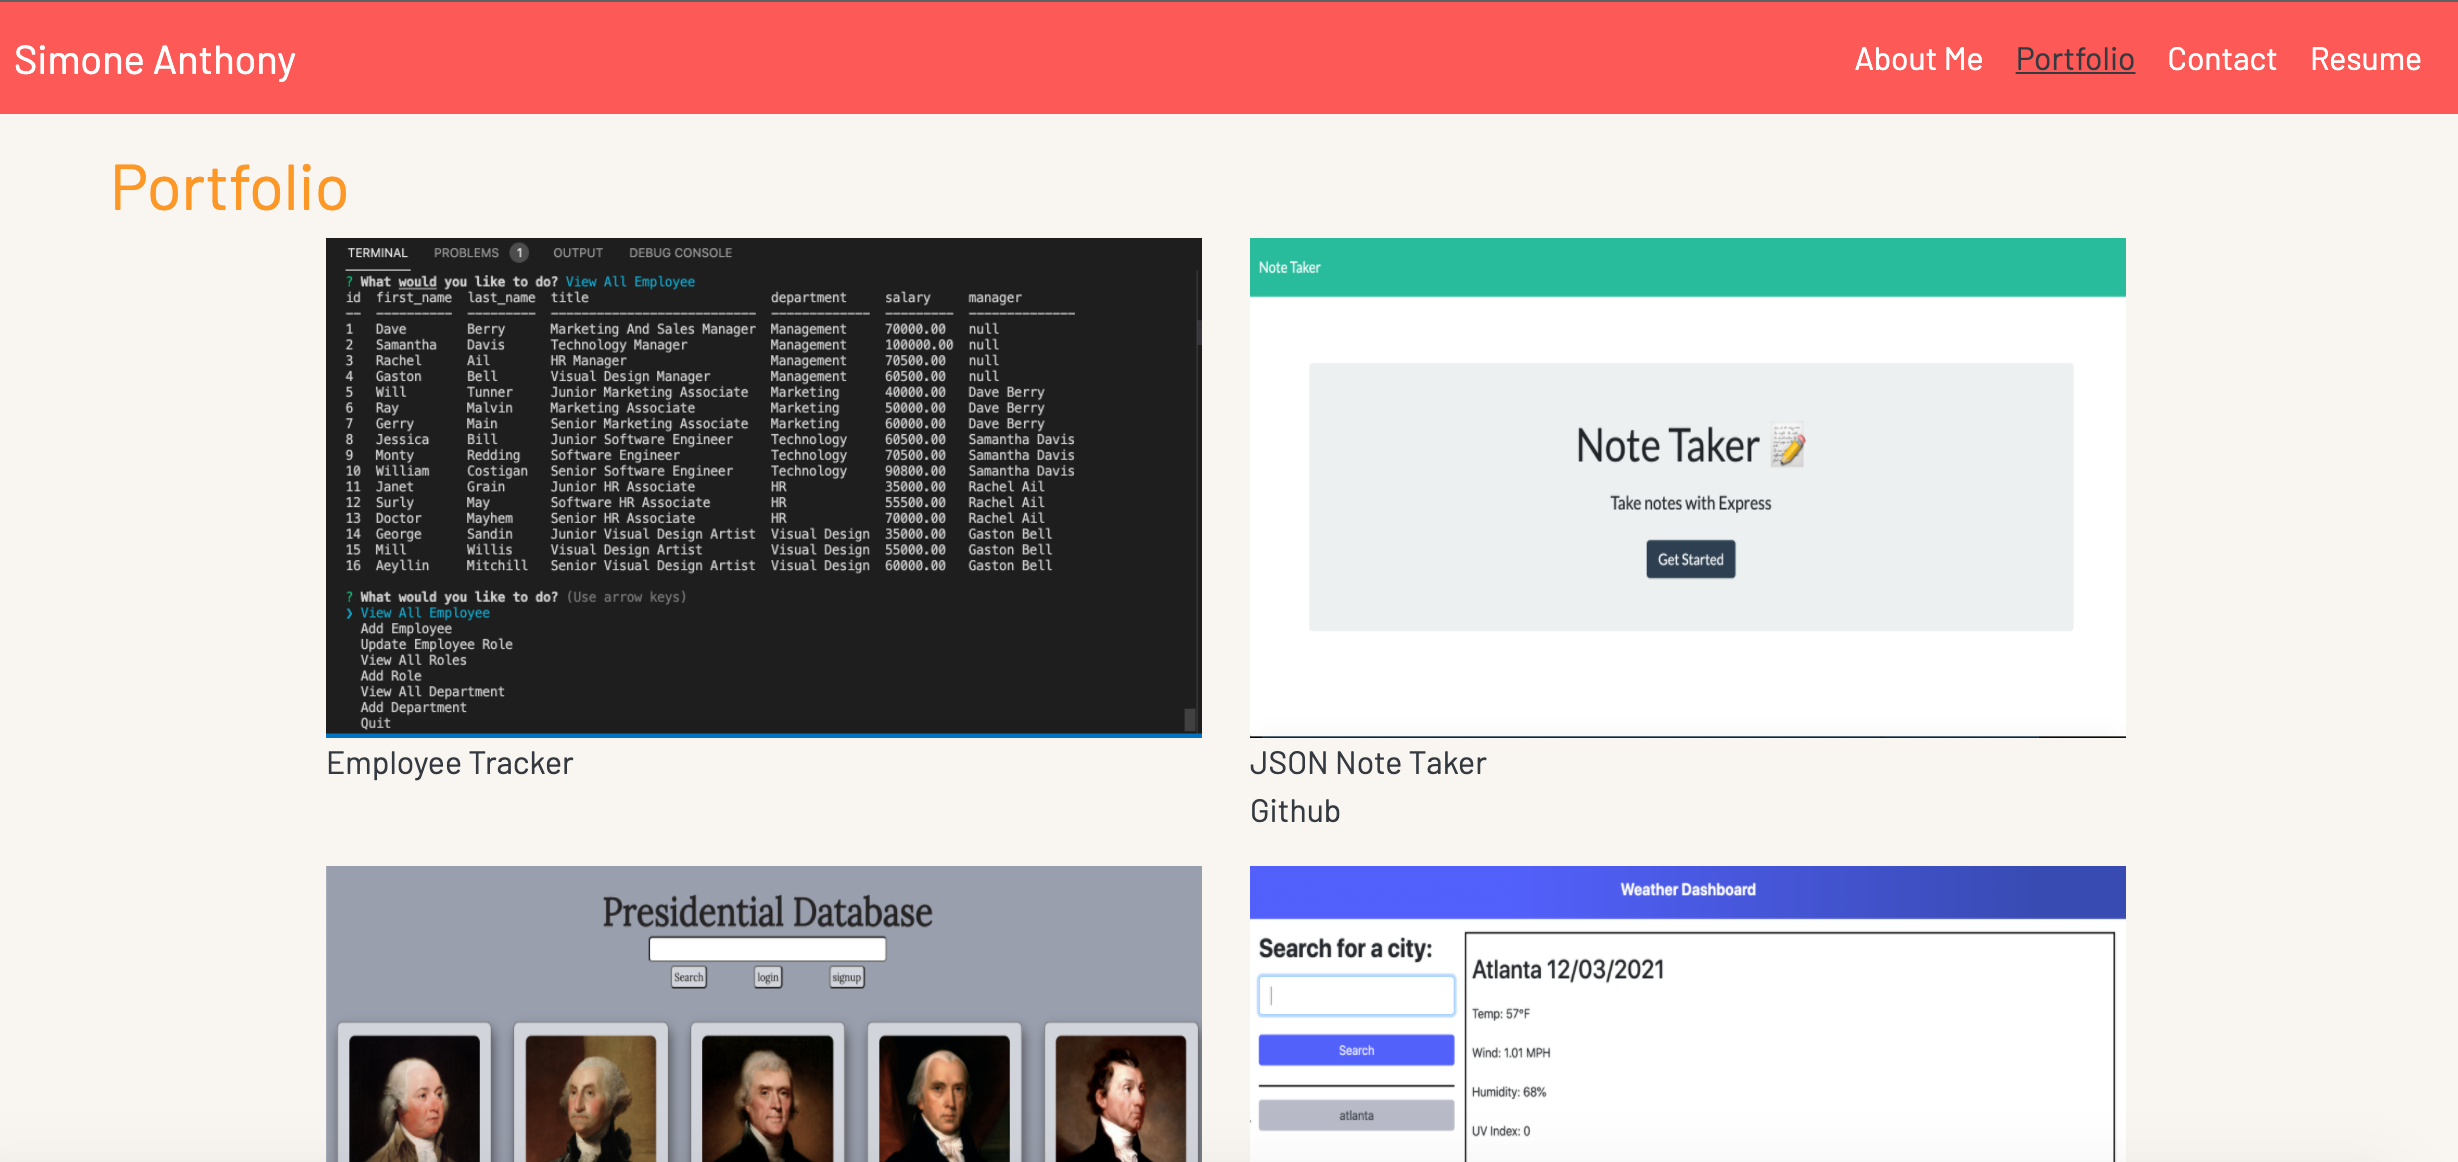 Simone Anthony
About Me Portfolio Contact Resume
Portfolio
TERMINAL PROBLEMS 1 OUTPUT DEBUG CONSOLE
? What would you like to do? View All Employee
id first_name last_name title department salary manager
1 Dave Berry Marketing And Sales Manager Management 70000.00 null
2 Samantha Davis Technology Manager Management 100000.00 null
3 Rachel Ail HR Manager Management 70500.00 null
4 Gaston Bell Visual Design Manager Management 60500.00 null
5 Will Tunner Junior Marketing Associate Marketing 40000.00 Dave Berry
6 Ray Malvin Marketing Associate Marketing 50000.00 Dave Berry
7 Gerry Main Senior Marketing Associate Marketing 60000.00 Dave Berry
8 Jessica Bill Junior Software Engineer Technology 60500.00 Samantha Davis
9 Monty Redding Software Engineer Technology 70500.00 Samantha Davis
10 William Costigan Senior Software Engineer Technology 90800.00 Samantha Davis
11 Janet Grain Junior HR Associate HR 35000.00 Rachel Ail
12 Surly May Software HR Associate HR 55500.00 Rachel Ail
13 Doctor Mayhem Senior HR Associate HR 70000.00 Rachel Ail
14 George Sandin Junior Visual Design Artist Visual Design 35000.00 Gaston Bell
15 Mill Willis Visual Design Artist Visual Design 55000.00 Gaston Bell
16 Aeyllin Mitchill Senior Visual Design Artist Visual Design 60000.00 Gaston Bell
? What would you like to do? (Use arrow keys)
❯ View All Employee
Add Employee
Update Employee Role
View All Roles
Add Role
View All Department
Add Department
Quit
Employee Tracker
Note Taker
Note Taker 📝
Take notes with Express
Get Started
JSON Note Taker
Github
Presidential Database
Search login signup
Weather Dashboard
Search for a city:
Search
atlanta
Atlanta 12/03/2021
Temp: 57°F
Wind: 1.01 MPH
Humidity: 68%
UV Index: 0